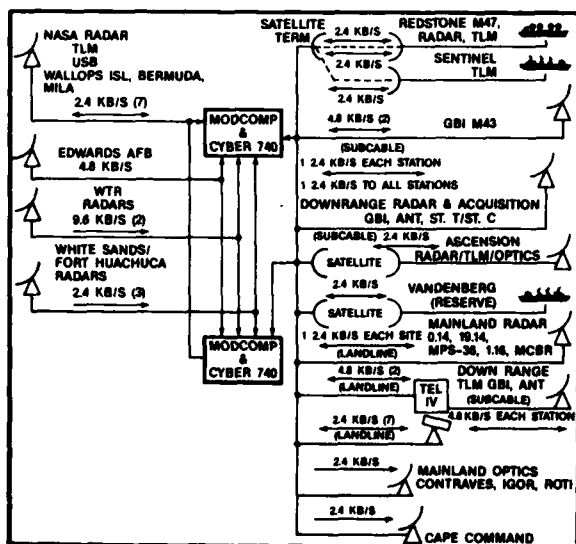 NASA RADAR
TLM
USB
WALLOPS ISL, BERMUDA,
MILA
2.4 KB/S (7)
EDWARDS AFB
4.8 KB/S
WTR
RADARS
9.6 KB/S (2)
WHITE SANDS/
FORT HUACHUCA
RADARS
2.4 KB/S (3)
MODCOMP
&
CYBER 740
MODCOMP
&
CYBER 740
SATELLITE
TERM
2.4 KB/S
REDSTONE M47,
RADAR, TLM
SENTINEL
TLM
2.4 KB/S
4.8 KB/S (2)
GBI M43
(SUBCABLE)
1 2.4 KB/S EACH STATION
1 2.4 KB/S TO ALL STATIONS
DOWNRANGE RADAR & ACQUISITION
GBI, ANT, ST. T/ST. C
(SUBCABLE) 2.4 KB/S
ASCENSION
RADAR/TLM/OPTICS
SATELLITE
2.4 KB/S
VANDENBERG
(RESERVE)
SATELLITE
MAINLAND RADAR
0.14, 19.14,
MPS-36, 1.16, MCBR
1 2.4 KB/S EACH SITE
(LANDLINE)
4.8 KB/S (2)
(LANDLINE)
TEL
IV
DOWN RANGE
TLM GBI, ANT
(SUBCABLE)
4.8 KB/S EACH STATION
2.4 KB/S (7)
(LANDLINE)
2.4 KB/S
MAINLAND OPTICS
CONTRAVES, IGOR, ROTI
2.4 KB/S
CAPE COMMAND